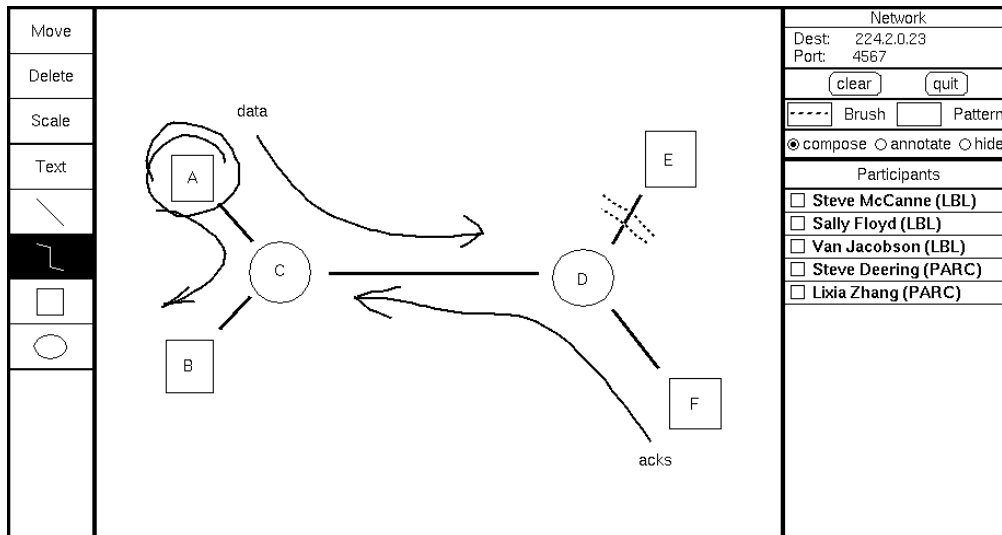 Move
Delete
Scale
Text
data
A
B
C
D
E
F
acks
Network
Dest: 224.2.0.23
Port: 4567
clear quit
Brush Pattern
compose annotate hide
Participants
Steve McCanne (LBL)
Sally Floyd (LBL)
Van Jacobson (LBL)
Steve Deering (PARC)
Lixia Zhang (PARC)